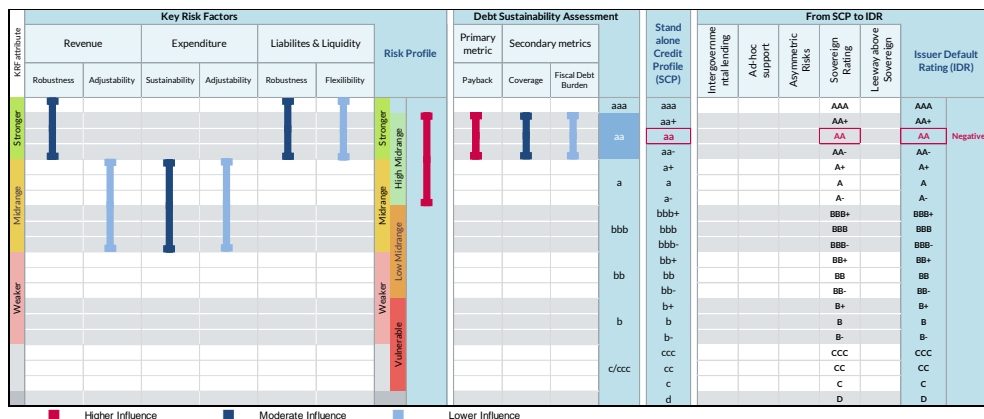 Key Risk Factors
Debt Sustainability Assessment
From SCP to IDR
KRF attribute
Revenue
Expenditure
Liabilites & Liquidity
Risk Profile
Primary metric
Secondary metrics
Stand alone Credit Profile (SCP)
Intergovernme ntal lending
Ad-hoc support
Asymmetric Risks
Sovereign Rating
Leeway above Sovereign
Issuer Default Rating (IDR)
Robustness
Adjustability
Sustainability
Adjustability
Robustness
Flexilibility
Payback
Coverage
Fiscal Debt Burden
Stronger
Midrange
Weaker
Stronger
Midrange
Weaker
High Midrange
Low Midrange
Vulnerable
aaa
aa
a
bbb
bb
b
c/ccc
aaa
aa+
aa
aa-
a+
a
a-
bbb+
bbb
bbb-
bb+
bb
bb-
b+
b
b-
ccc
cc
c
d
AAA
AA+
AA
AA-
A+
A
A-
BBB+
BBB
BBB-
BB+
BB
BB-
B+
B
B-
CCC
CC
C
D
AAA
AA+
AA
AA-
A+
A
A-
BBB+
BBB
BBB-
BB+
BB
BB-
B+
B
B-
CCC
CC
C
D
Negative
Higher Influence
Moderate Influence
Lower Influence